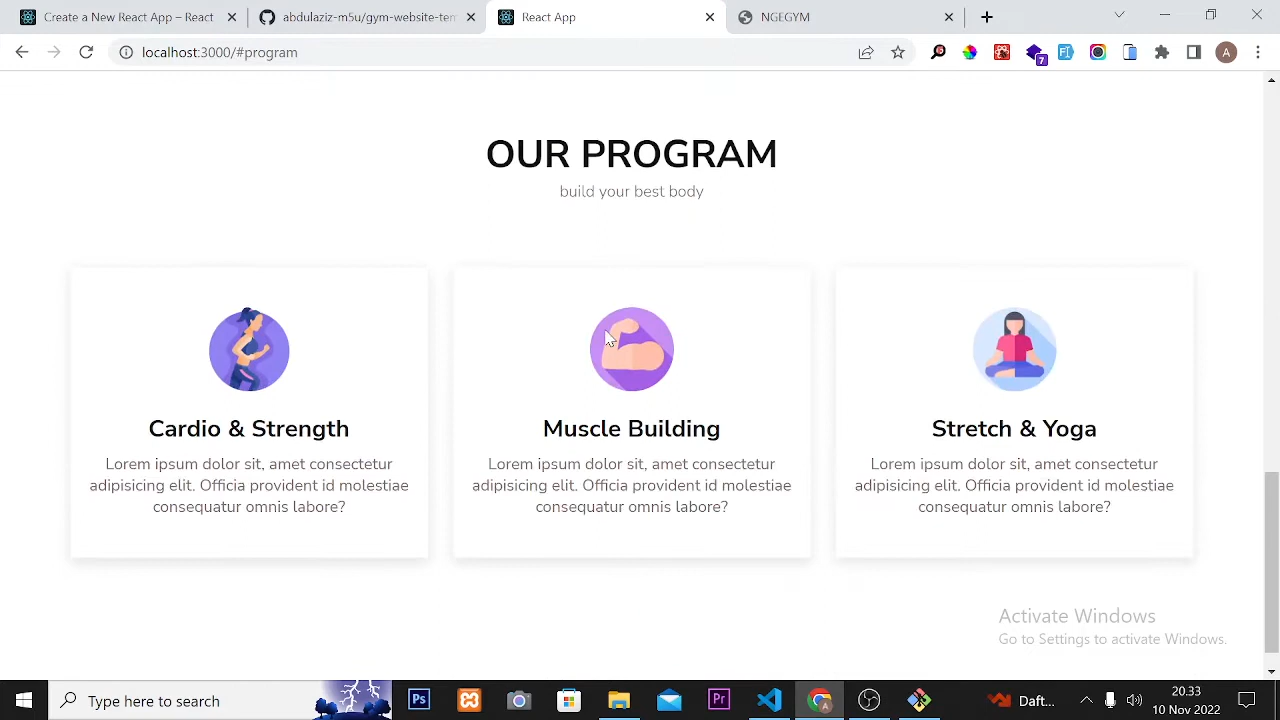 Create a New React App – React
abdulaziz-m5u/gym-website-tem
React App
NGEGYM
localhost:3000/#program
7
A
OUR PROGRAM
build your best body
Cardio & Strength
Lorem ipsum dolor sit, amet consectetur
adipisicing elit. Officia provident id molestiae
consequatur omnis labore?
Muscle Building
Lorem ipsum dolor sit, amet consectetur
adipisicing elit. Officia provident id molestiae
consequatur omnis labore?
Stretch & Yoga
Lorem ipsum dolor sit, amet consectetur
adipisicing elit. Officia provident id molestiae
consequatur omnis labore?
Activate Windows
Go to Settings to activate Windows.
Type here to search
Ps
Pr
A
Daft...
20.33
10 Nov 2022